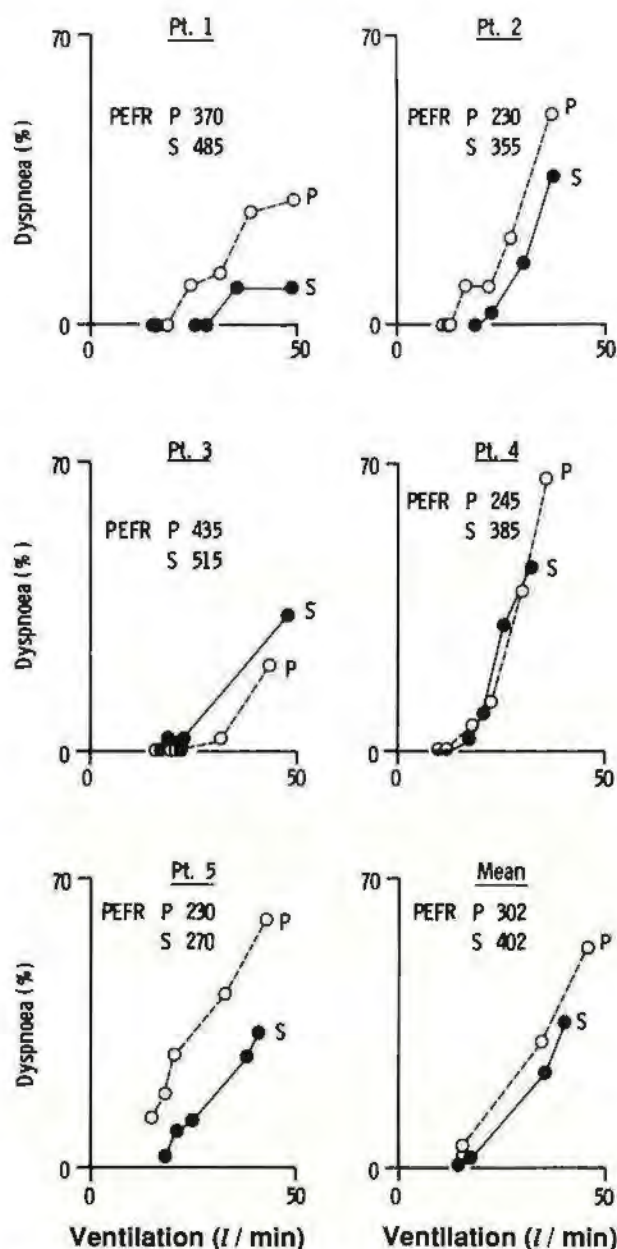 Pt. 1
70
PEFR P 370
S 485
Dyspnoea (%)
P
S
0
0
50
Pt. 2
70
PEFR P 230
S 355
P
S
0
0
50
Pt. 3
70
PEFR P 435
S 515
Dyspnoea (%)
S
P
0
0
50
Pt. 4
70
PEFR P 245
S 385
P
S
0
0
50
Pt. 5
70
PEFR P 230
S 270
Dyspnoea (%)
P
S
0
0
50
Ventilation (l / min)
Mean
70
PEFR P 302
S 402
P
S
0
0
50
Ventilation (l / min)